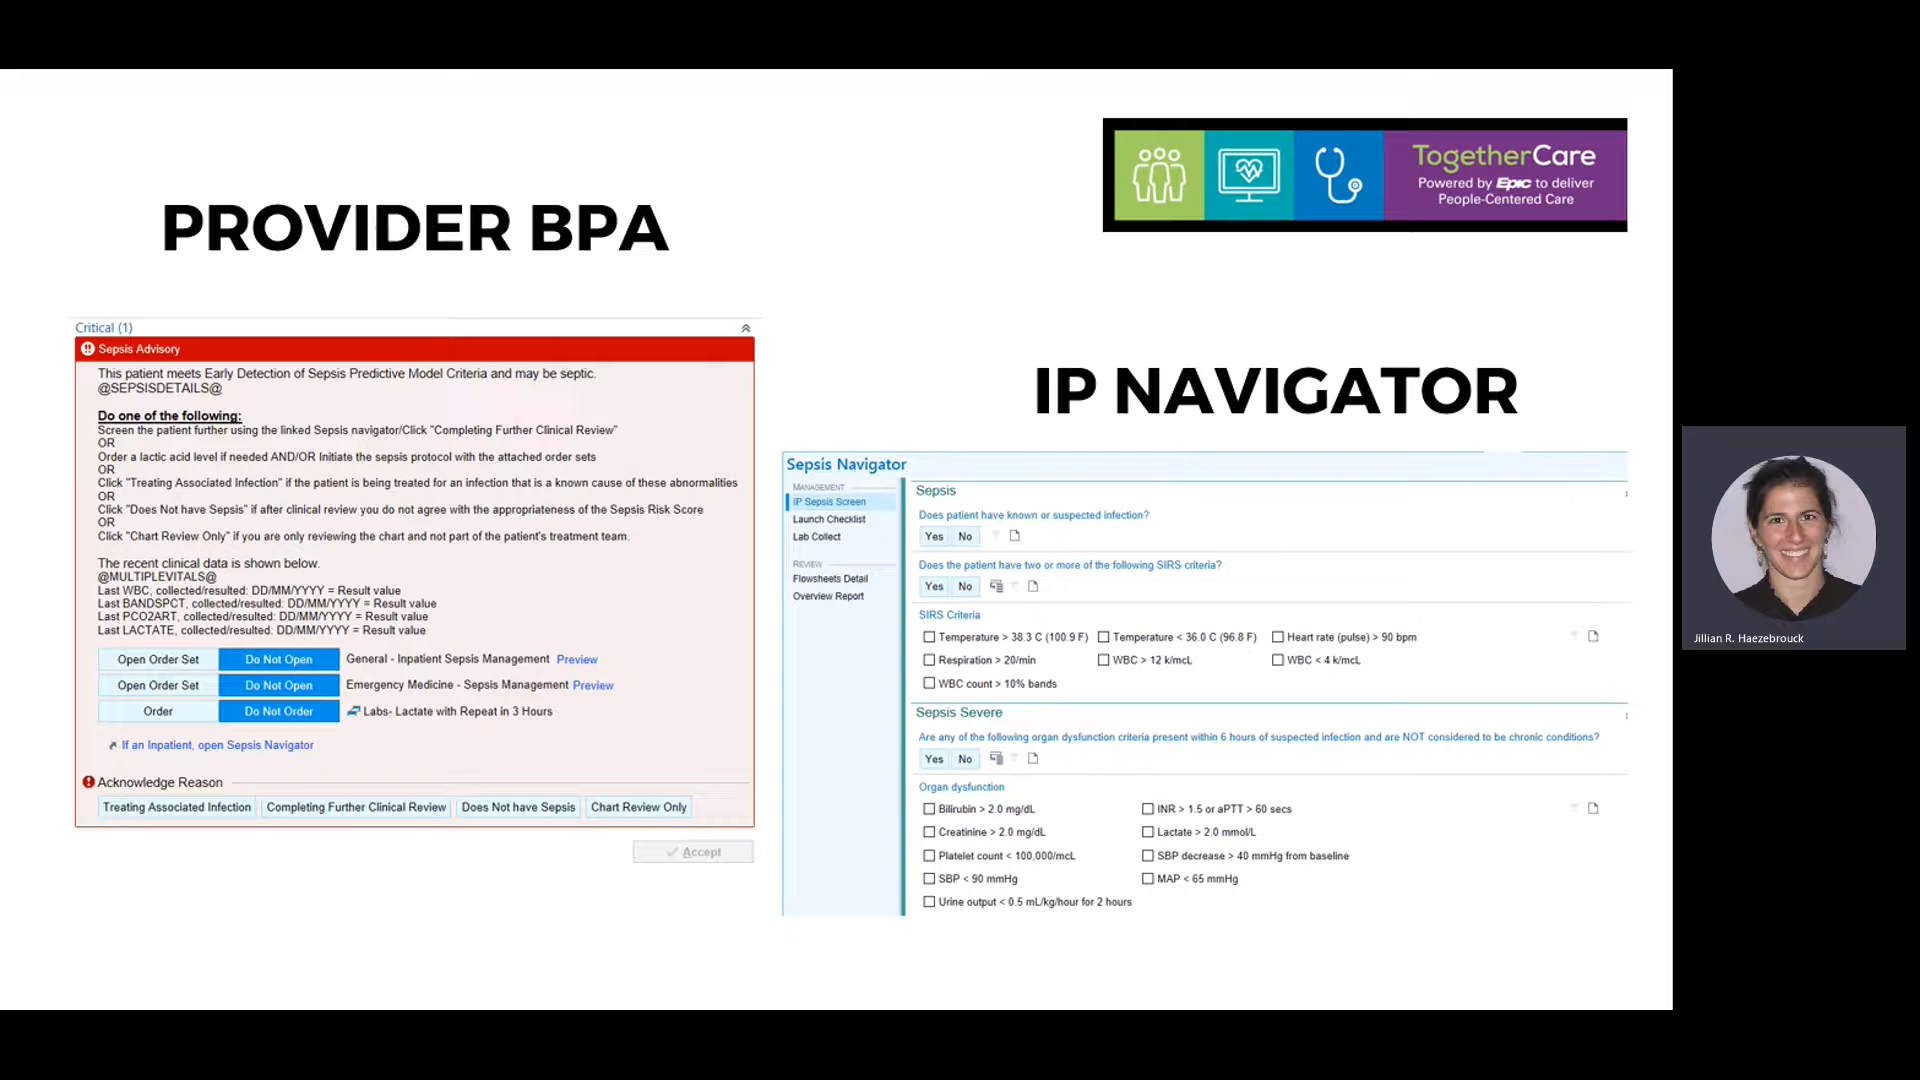 TogetherCare
Powered by Epic to deliver
People-Centered Care
PROVIDER BPA
Critical (1)
Sepsis Advisory
This patient meets Early Detection of Sepsis Predictive Model Criteria and may be septic.
@SEPSISDETAILS@
Do one of the following:
Screen the patient further using the linked Sepsis navigator/Click "Completing Further Clinical Review"
OR
Order a lactic acid level if needed AND/OR Initiate the sepsis protocol with the attached order sets
OR
Click "Treating Associated Infection" if the patient is being treated for an infection that is a known cause of these abnormalities
OR
Click "Does Not have Sepsis" if after clinical review you do not agree with the appropriateness of the Sepsis Risk Score
OR
Click "Chart Review Only" if you are only reviewing the chart and not part of the patient's treatment team.
The recent clinical data is shown below.
@MULTIPLEVITALS@
Last WBC, collected/resulted: DD/MM/YYYY = Result value
Last BANDSPCT, collected/resulted: DD/MM/YYYY = Result value
Last PCO2ART, collected/resulted: DD/MM/YYYY = Result value
Last LACTATE, collected/resulted: DD/MM/YYYY = Result value
Open Order Set Do Not Open General - Inpatient Sepsis Management Preview
Open Order Set Do Not Open Emergency Medicine - Sepsis Management Preview
Order Do Not Order Labs- Lactate with Repeat in 3 Hours
If an Inpatient, open Sepsis Navigator
Acknowledge Reason
Treating Associated Infection Completing Further Clinical Review Does Not have Sepsis Chart Review Only
Accept
IP NAVIGATOR
Sepsis Navigator
MANAGEMENT
IP Sepsis Screen
Launch Checklist
Lab Collect
REVIEW
Flowsheets Detail
Overview Report
Sepsis
Does patient have known or suspected infection?
Yes No
Does the patient have two or more of the following SIRS criteria?
Yes No
SIRS Criteria
Temperature > 38.3 C (100.9 F) Temperature < 36.0 C (96.8 F) Heart rate (pulse) > 90 bpm
Respiration > 20/min WBC > 12 k/mcL WBC < 4 k/mcL
WBC count > 10% bands
Sepsis Severe
Are any of the following organ dysfunction criteria present within 6 hours of suspected infection and are NOT considered to be chronic conditions?
Yes No
Organ dysfunction
Bilirubin > 2.0 mg/dL INR > 1.5 or aPTT > 60 secs
Creatinine > 2.0 mg/dL Lactate > 2.0 mmol/L
Platelet count < 100,000/mcL SBP decrease > 40 mmHg from baseline
SBP < 90 mmHg MAP < 65 mmHg
Urine output < 0.5 mL/kg/hour for 2 hours
Jillian R. Haezebrouck